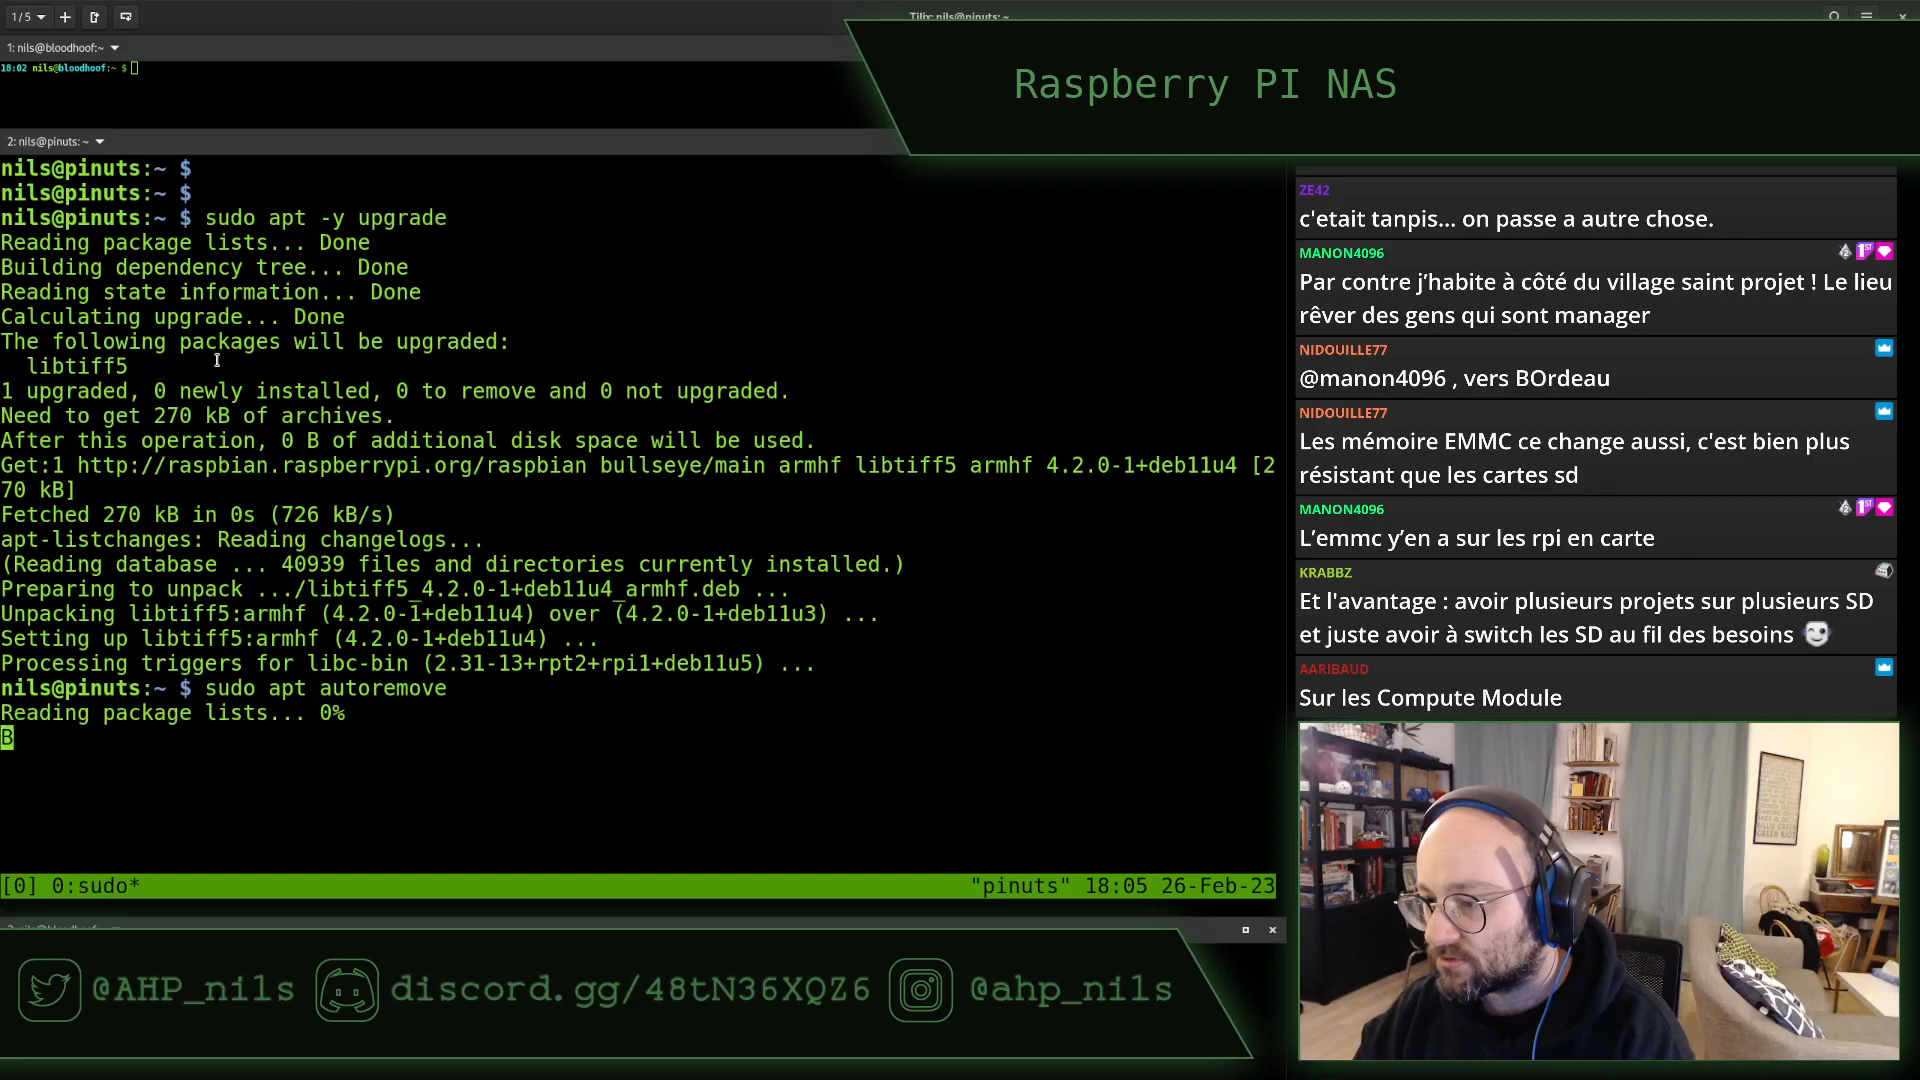 1/5
Tilix: nils@pinuts: ~
1: nils@bloodhoof:~
18:02 nils@bloodhoof:~ $
Raspberry PI NAS
2: nils@pinuts: ~
nils@pinuts:~ $
nils@pinuts:~ $
nils@pinuts:~ $ sudo apt -y upgrade
Reading package lists... Done
Building dependency tree... Done
Reading state information... Done
Calculating upgrade... Done
The following packages will be upgraded:
libtiff5
1 upgraded, 0 newly installed, 0 to remove and 0 not upgraded.
Need to get 270 kB of archives.
After this operation, 0 B of additional disk space will be used.
Get:1 http://raspbian.raspberrypi.org/raspbian bullseye/main armhf libtiff5 armhf 4.2.0-1+deb11u4 [2
70 kB]
Fetched 270 kB in 0s (726 kB/s)
apt-listchanges: Reading changelogs...
(Reading database ... 40939 files and directories currently installed.)
Preparing to unpack .../libtiff5_4.2.0-1+deb11u4_armhf.deb ...
Unpacking libtiff5:armhf (4.2.0-1+deb11u4) over (4.2.0-1+deb11u3) ...
Setting up libtiff5:armhf (4.2.0-1+deb11u4) ...
Processing triggers for libc-bin (2.31-13+rpt2+rpi1+deb11u5) ...
nils@pinuts:~ $ sudo apt autoremove
Reading package lists... 0%
B
[0] 0:sudo* "pinuts" 18:05 26-Feb-23
ZE42
c'etait tanpis... on passe a autre chose.
MANON4096
Par contre j'habite à côté du village saint projet ! Le lieu
rêver des gens qui sont manager
NIDOUILLE77
@manon4096 , vers BOrdeau
NIDOUILLE77
Les mémoire EMMC ce change aussi, c'est bien plus
résistant que les cartes sd
MANON4096
L'emmc y'en a sur les rpi en carte
KRABBZ
Et l'avantage : avoir plusieurs projets sur plusieurs SD
et juste avoir à switch les SD au fil des besoins
AARIBAUD
Sur les Compute Module
@AHP_nils discord.gg/48tN36XQZ6 @ahp_nils